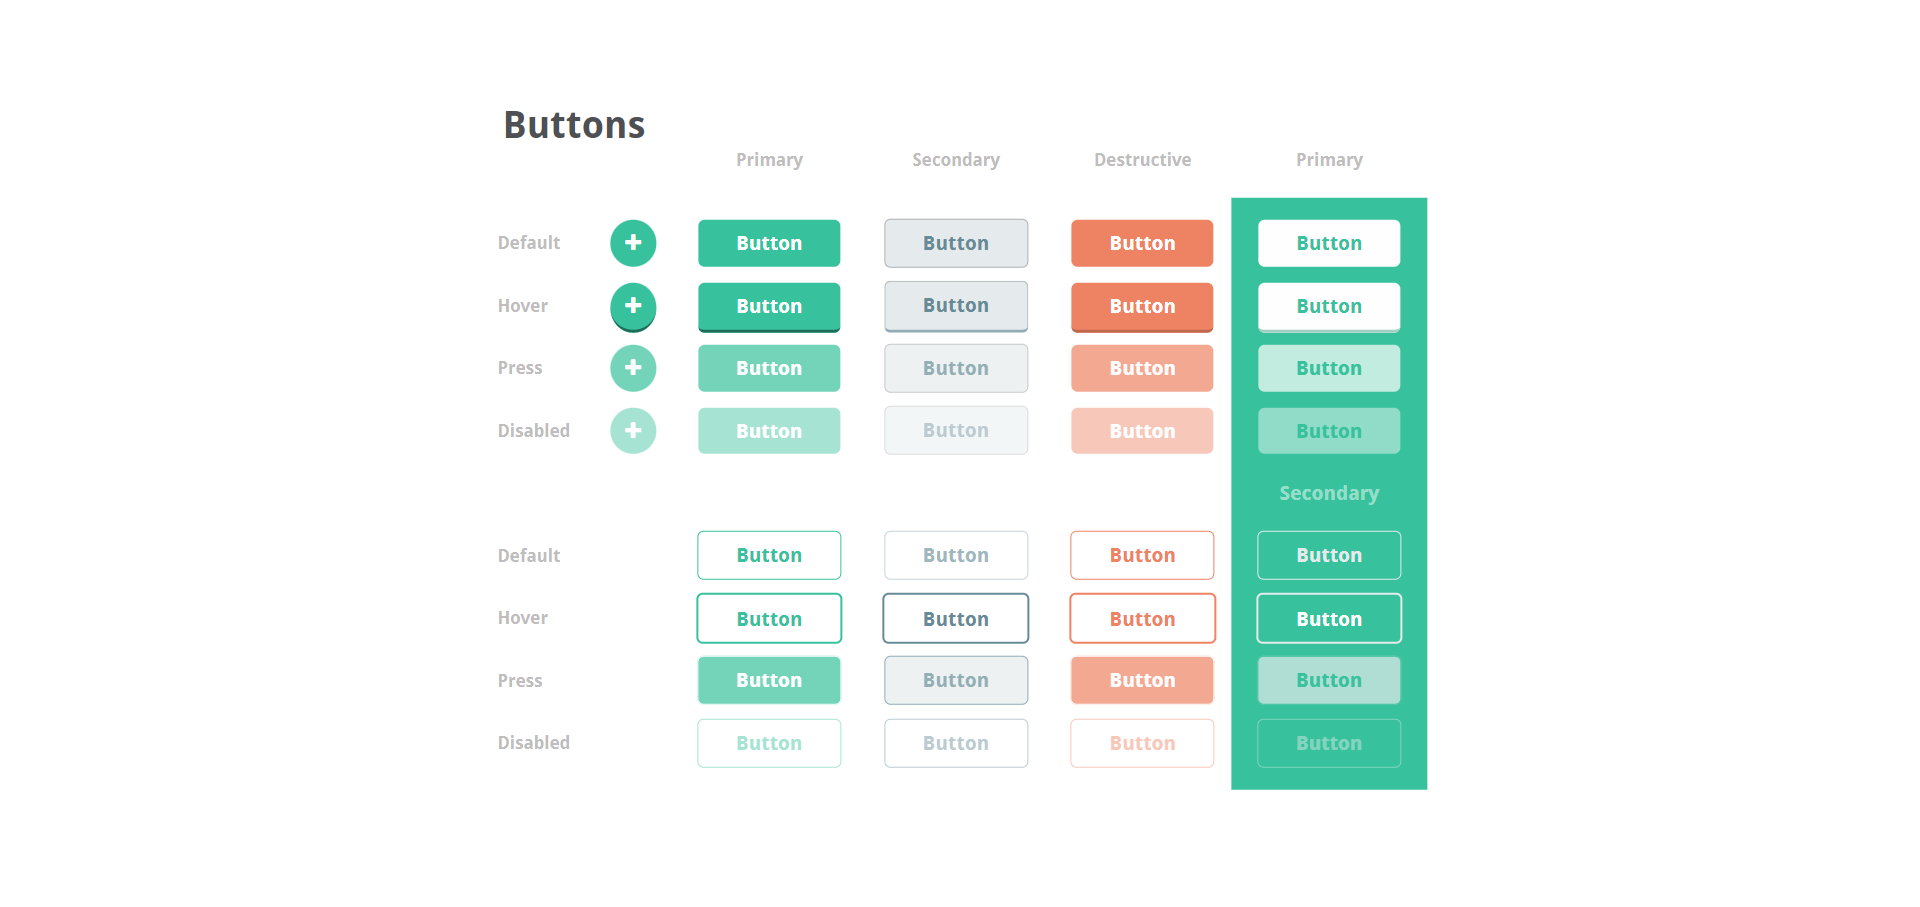 Buttons
Primary Secondary Destructive Primary
Default Button Button Button Button
Hover Button Button Button Button
Press Button Button Button Button
Disabled Button Button Button Button
Secondary
Default Button Button Button Button
Hover Button Button Button Button
Press Button Button Button Button
Disabled Button Button Button Button